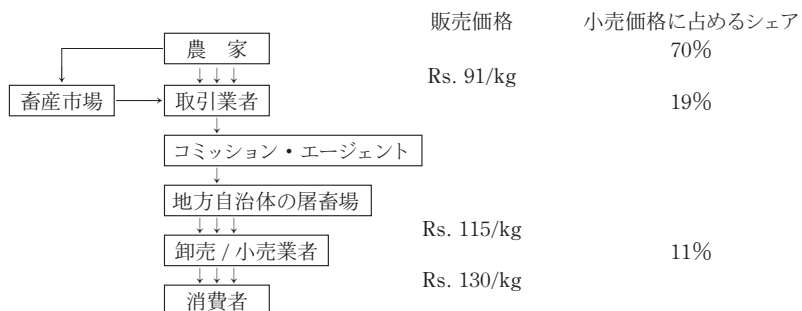 販売価格 小売価格に占めるシェア
農 家 70%
Rs. 91/kg
畜産市場 取引業者 19%
コミッション・エージェント
地方自治体の屠畜場
Rs. 115/kg
卸売 / 小売業者 11%
Rs. 130/kg
消費者